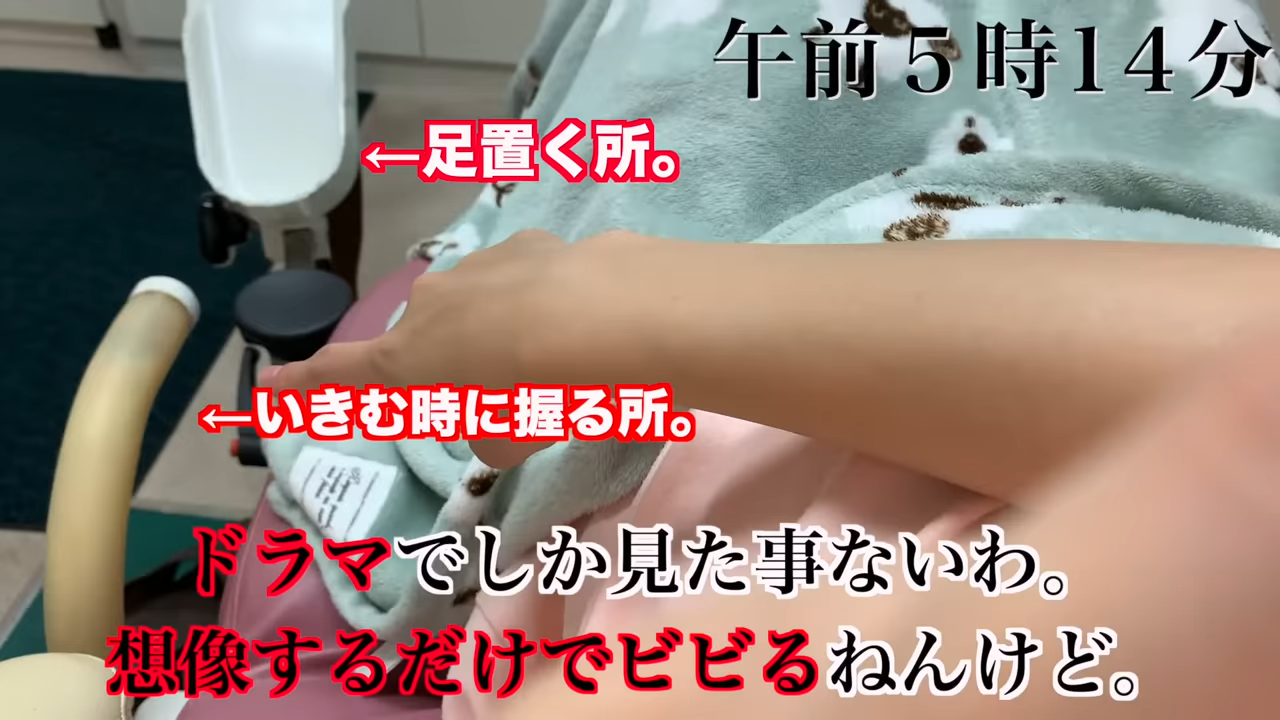 午前５時14分
←足置く所。
←いきむ時に握る所。
ドラマでしか見た事ないわ。
想像するだけでビビるねんけど。